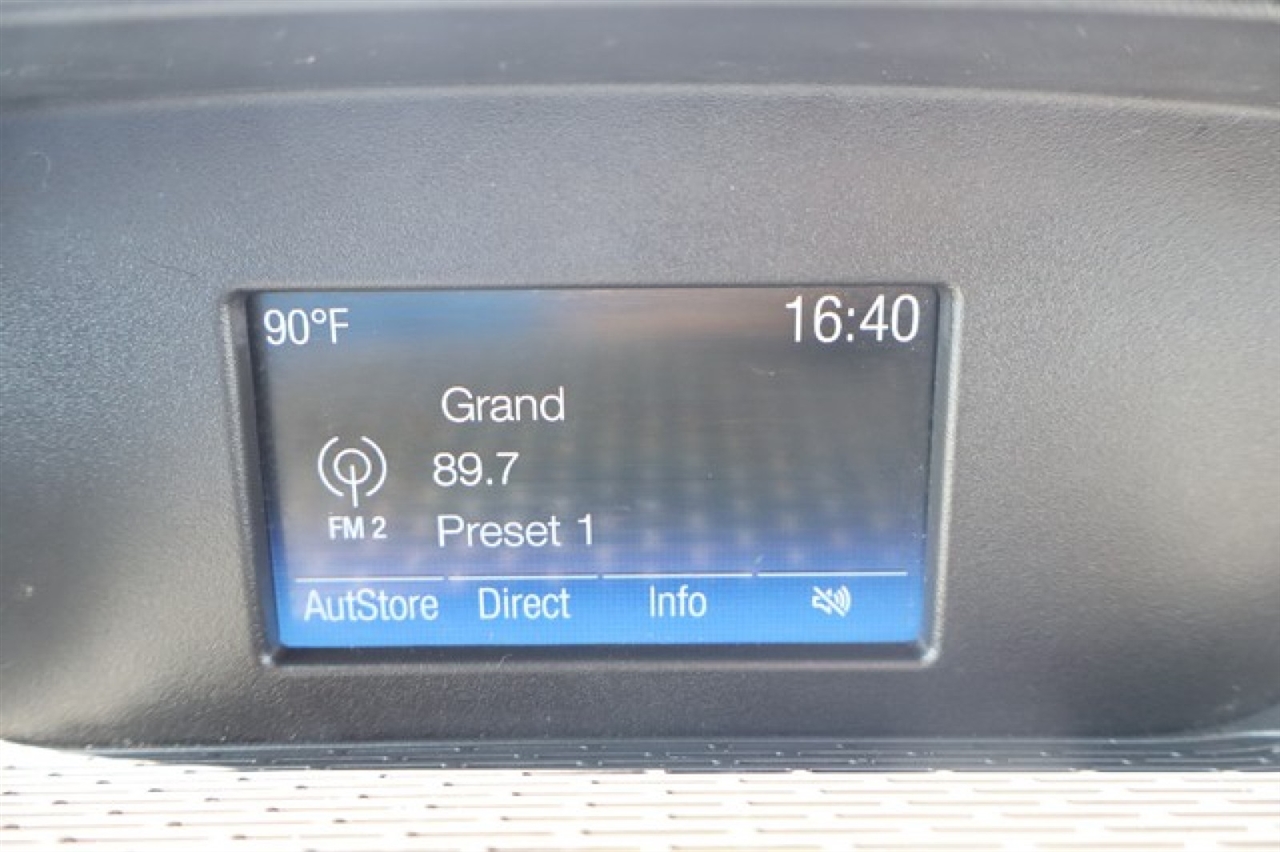 90°F 16:40
Grand
89.7
FM 2 Preset 1
AutStore Direct Info